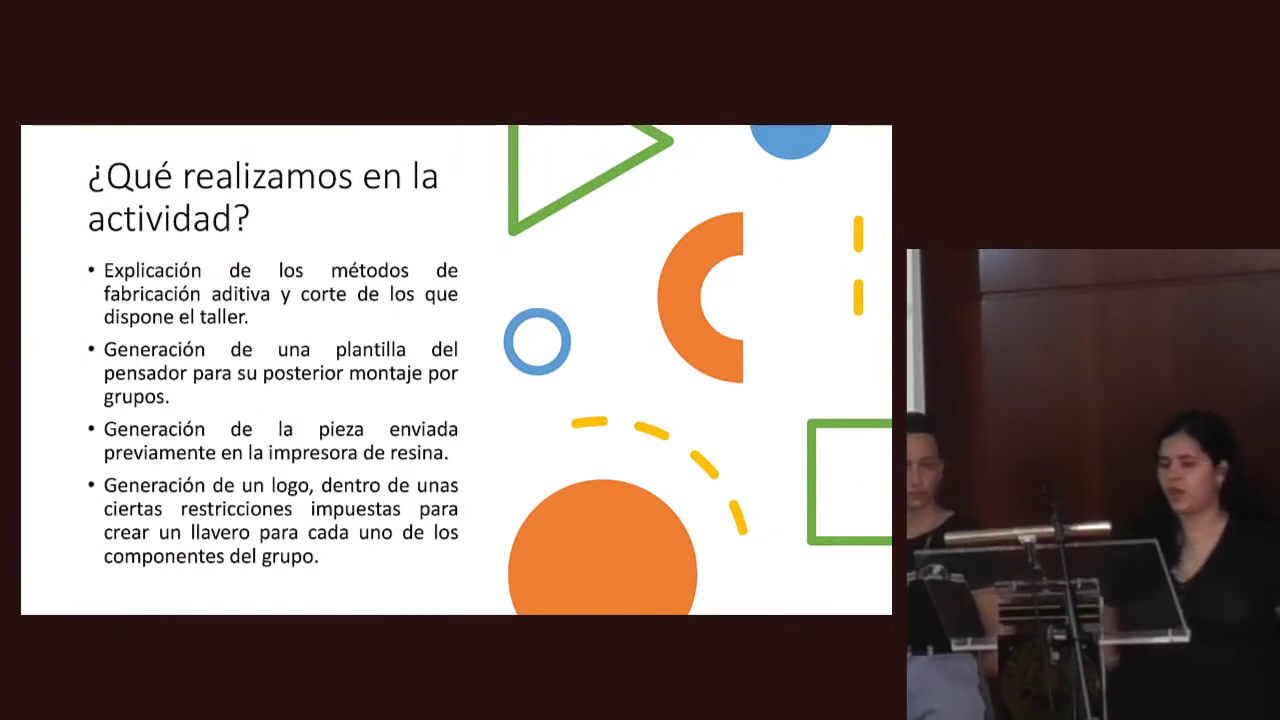 ¿Qué realizamos en la
actividad?
• Explicación de los métodos de
fabricación aditiva y corte de los que
dispone el taller.
• Generación de una plantilla del
pensador para su posterior montaje por
grupos.
• Generación de la pieza enviada
previamente en la impresora de resina.
• Generación de un logo, dentro de unas
ciertas restricciones impuestas para
crear un llavero para cada uno de los
componentes del grupo.